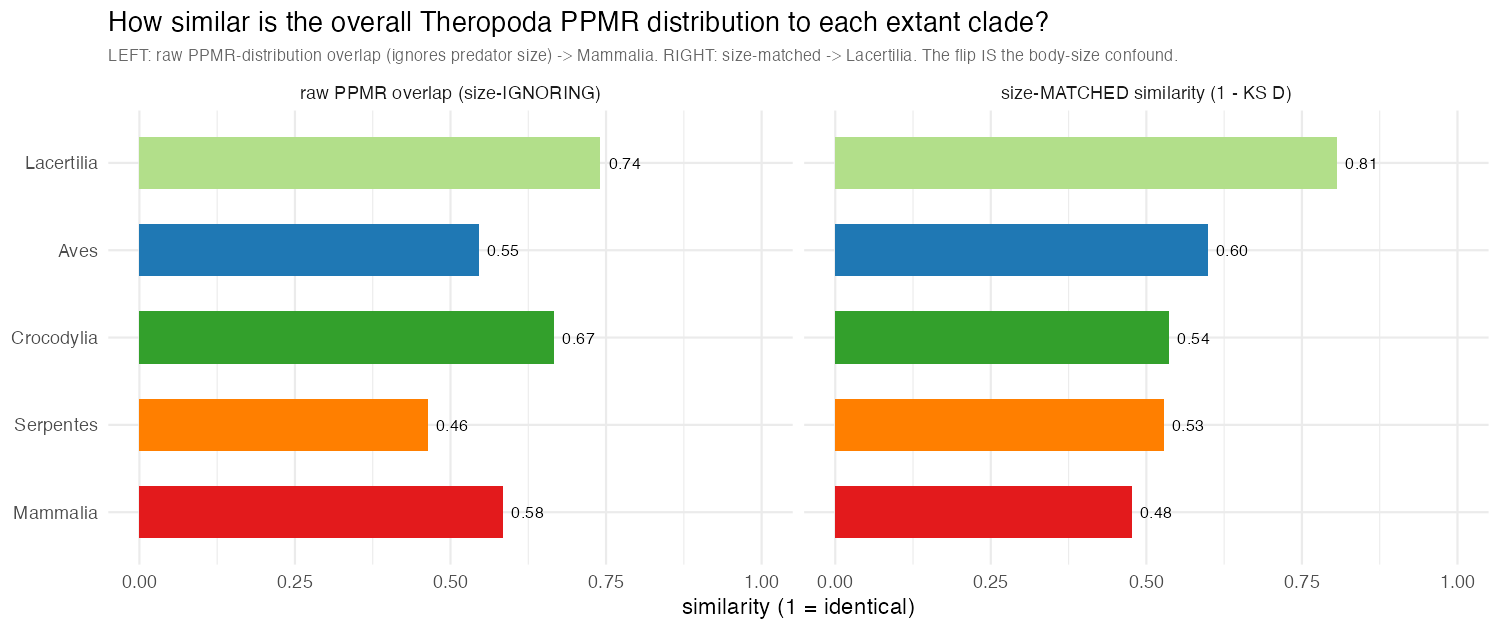 How similar is the overall Theropoda PPMR distribution to each extant clade?
LEFT: raw PPMR-distribution overlap (ignores predator size) -> Mammalia. RIGHT: size-matched -> Lacertilia. The flip IS the body-size confound.
raw PPMR overlap (size-IGNORING)
size-MATCHED similarity (1 - KS D)
Lacertilia 0.74 0.81
Aves 0.55 0.60
Crocodylia 0.67 0.54
Serpentes 0.46 0.53
Mammalia 0.58 0.48
0.00 0.25 0.50 0.75 1.00 0.00 0.25 0.50 0.75 1.00
similarity (1 = identical)